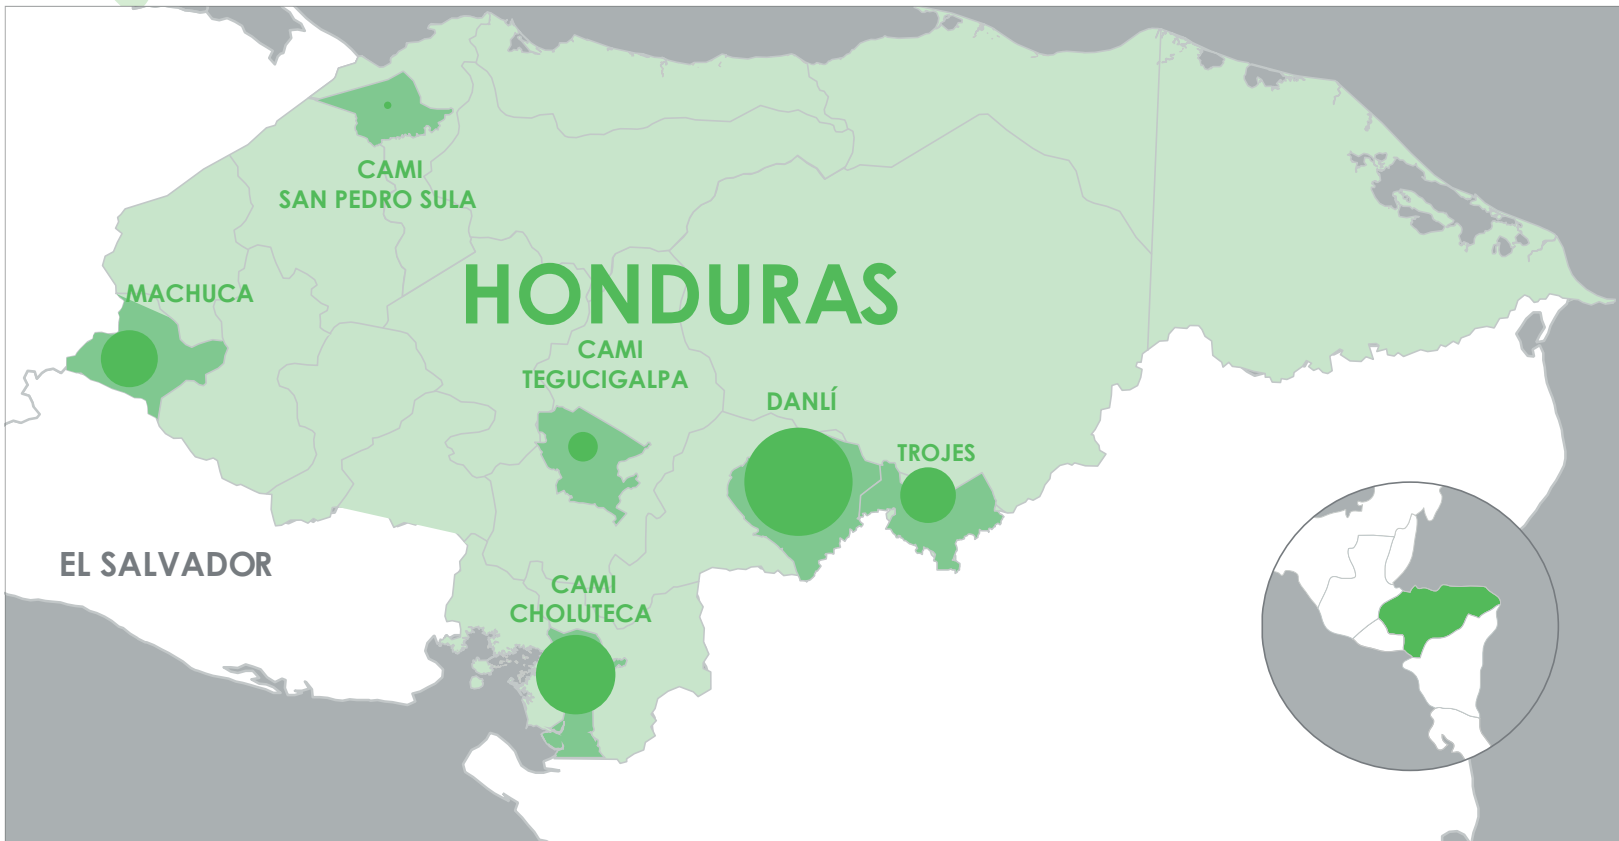 CAMI
SAN PEDRO SULA
HONDURAS
MACHUCA
CAMI
TEGUCIGALPA
DANLÍ
TROJES
EL SALVADOR
CAMI
CHOLUTECA